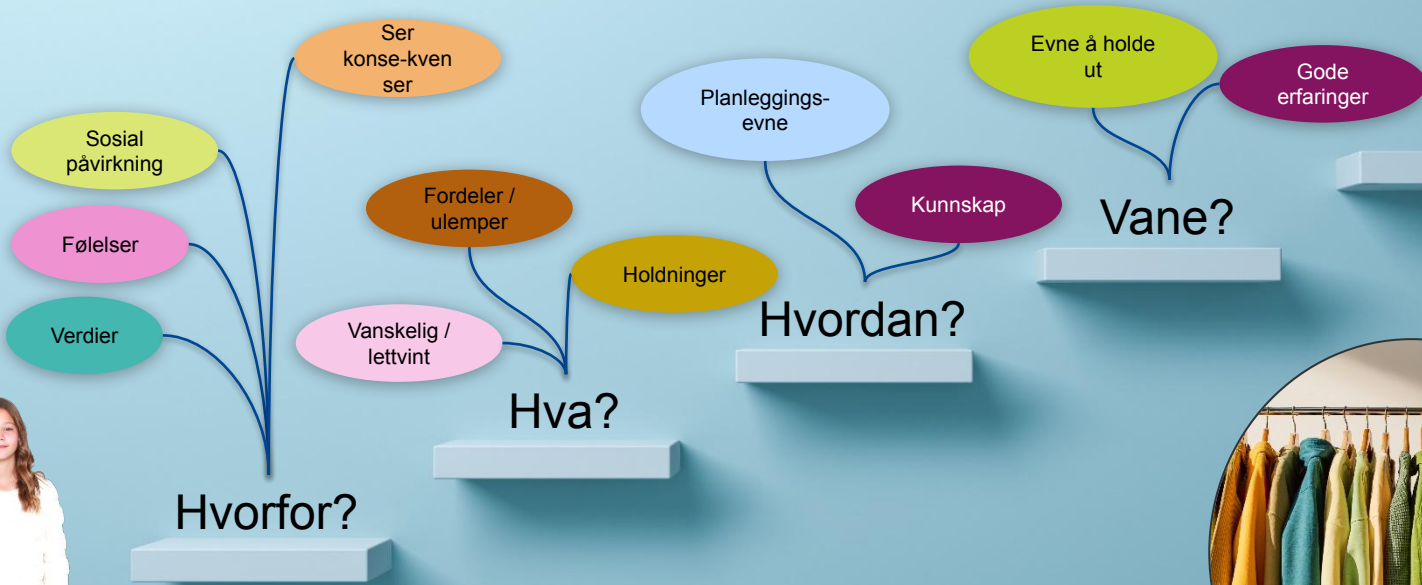 Ser
konse-kven
ser
Sosial
påvirkning
Følelser
Verdier
Hvorfor?
Fordeler /
ulemper
Holdninger
Vanskelig /
lettvint
Hva?
Planleggings-
evne
Kunnskap
Hvordan?
Evne å holde
ut
Gode
erfaringer
Vane?